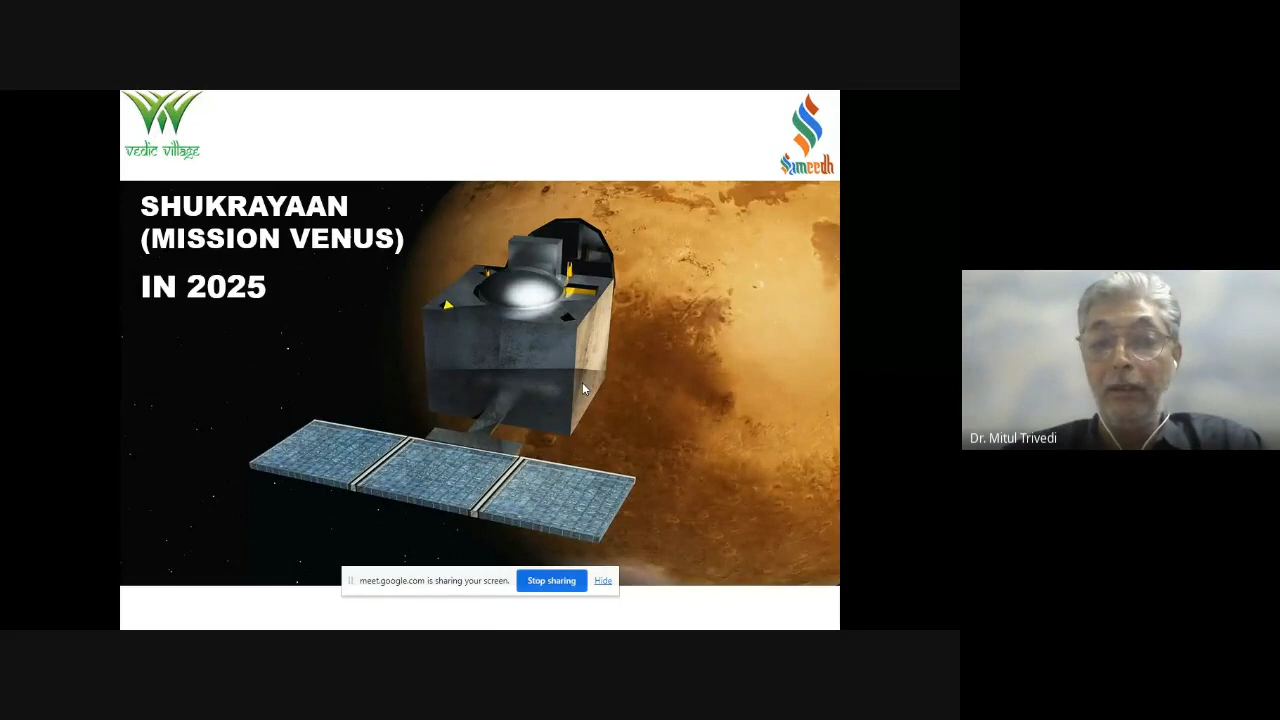 vedic village
Sameedh
SHUKRAYAAN
(MISSION VENUS)
IN 2025
meet.google.com is sharing your screen.
Stop sharing
Hide
Dr. Mitul Trivedi